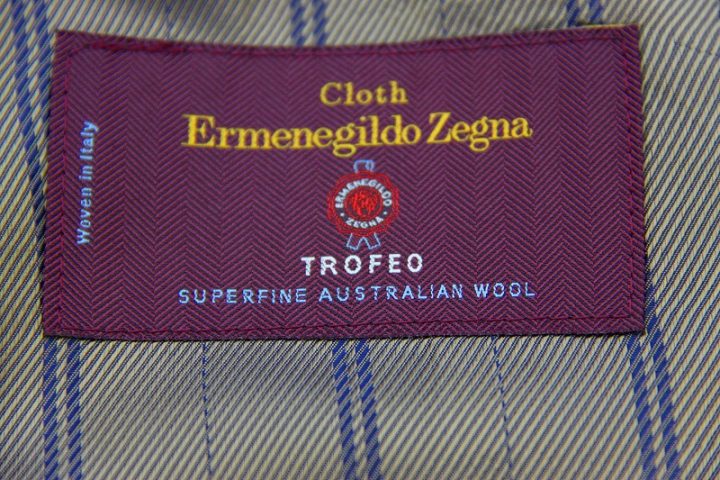 Cloth
Ermenegildo Zegna
Woven in Italy
ERMENEGILDO
ZEGNA
TROFEO
SUPERFINE AUSTRALIAN WOOL